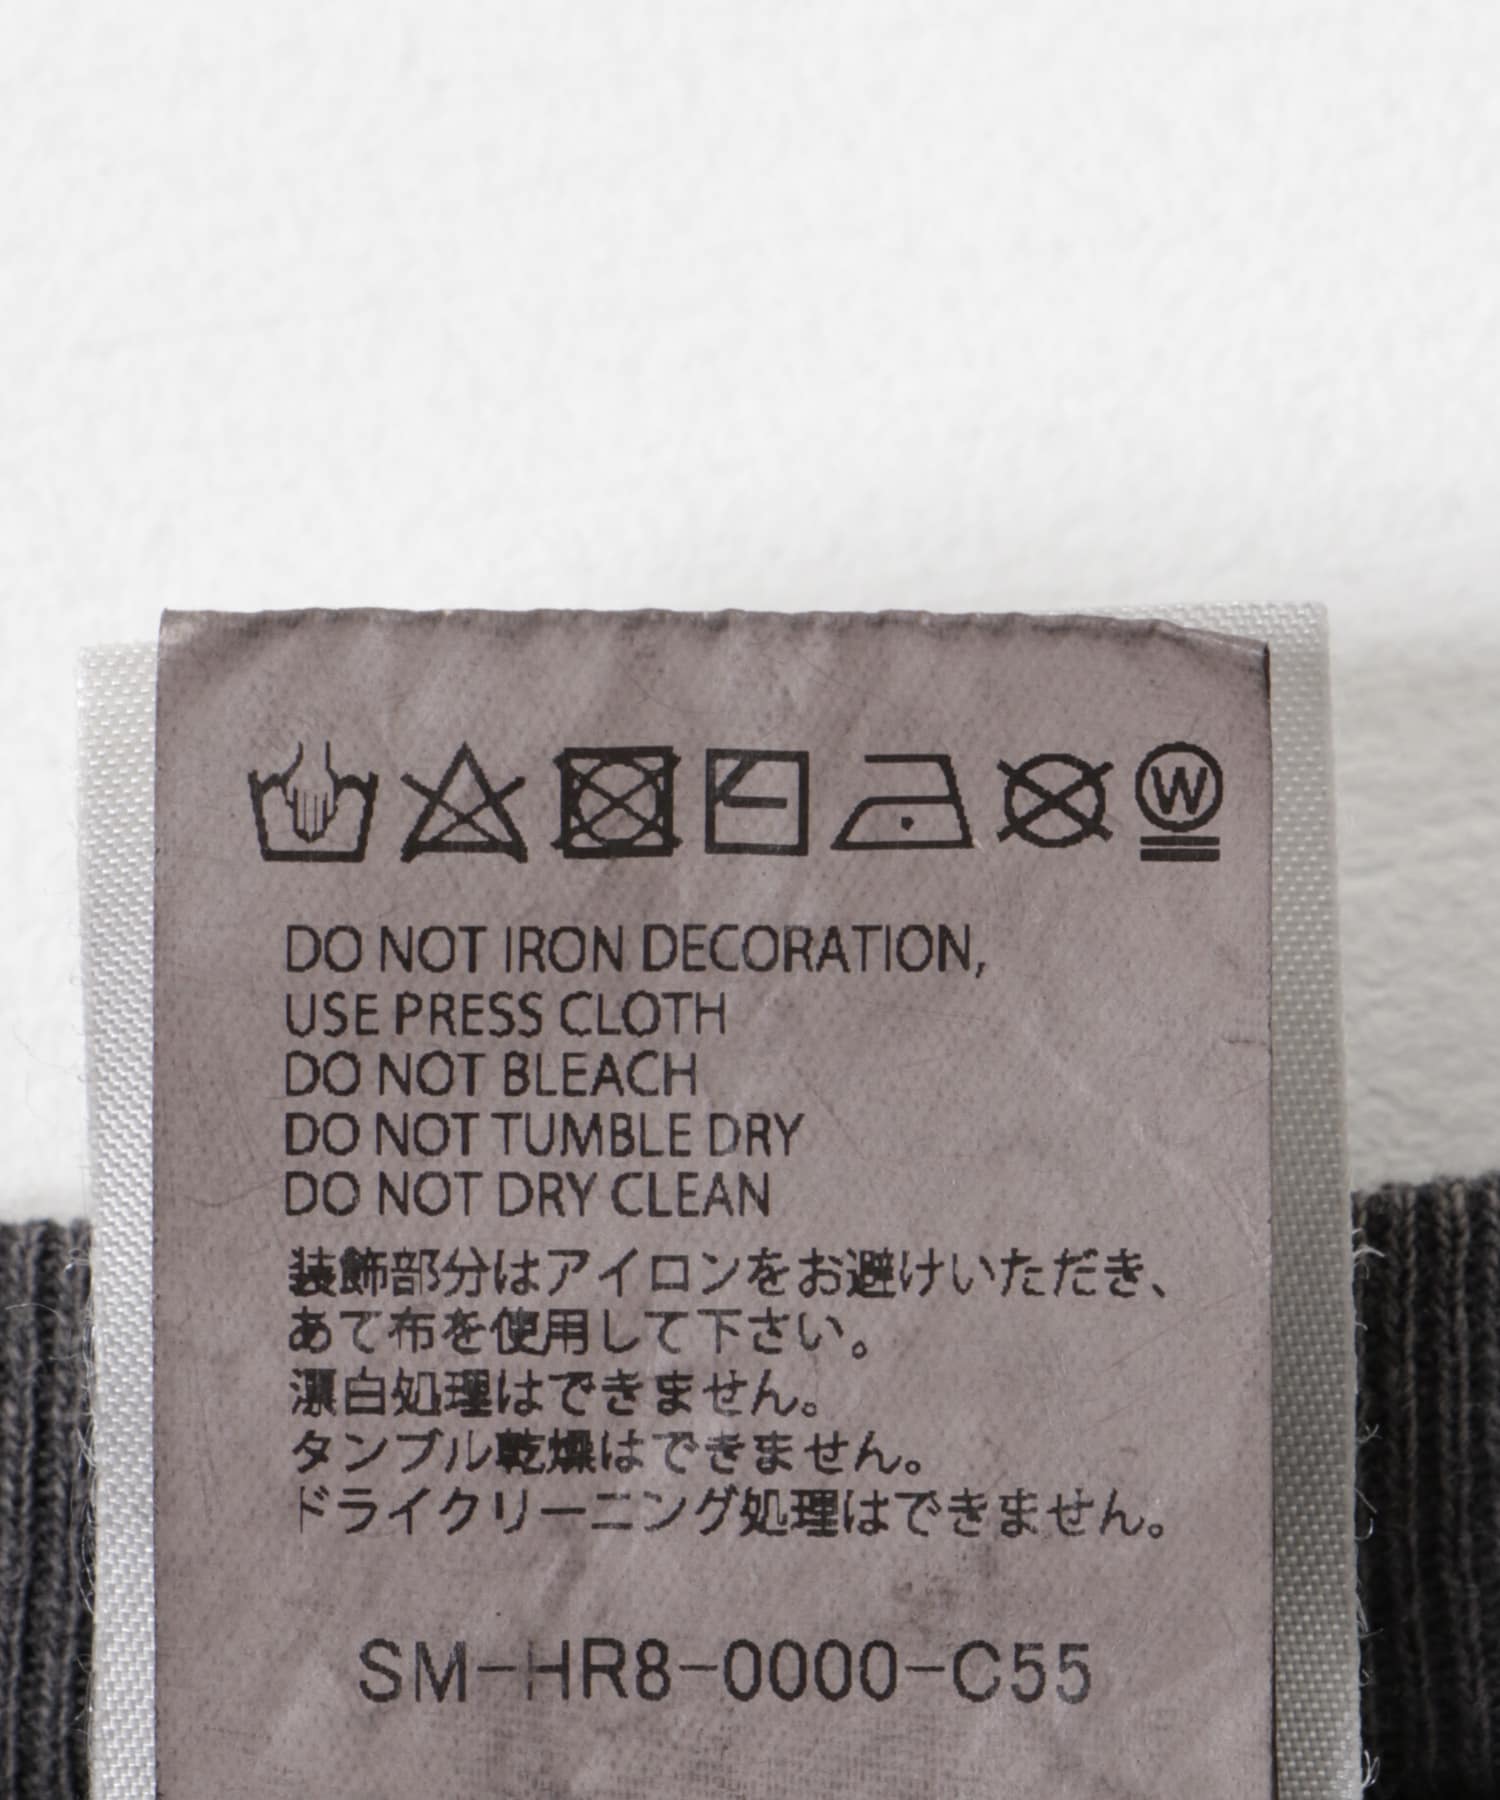 W
DO NOT IRON DECORATION,
USE PRESS CLOTH
DO NOT BLEACH
DO NOT TUMBLE DRY
DO NOT DRY CLEAN
装飾部分はアイロンをお避けいただき、
あて布を使用して下さい。
漂白処理はできません。
タンブル乾燥はできません。
ドライクリーニング処理はできません。
SM-HR8-0000-C55